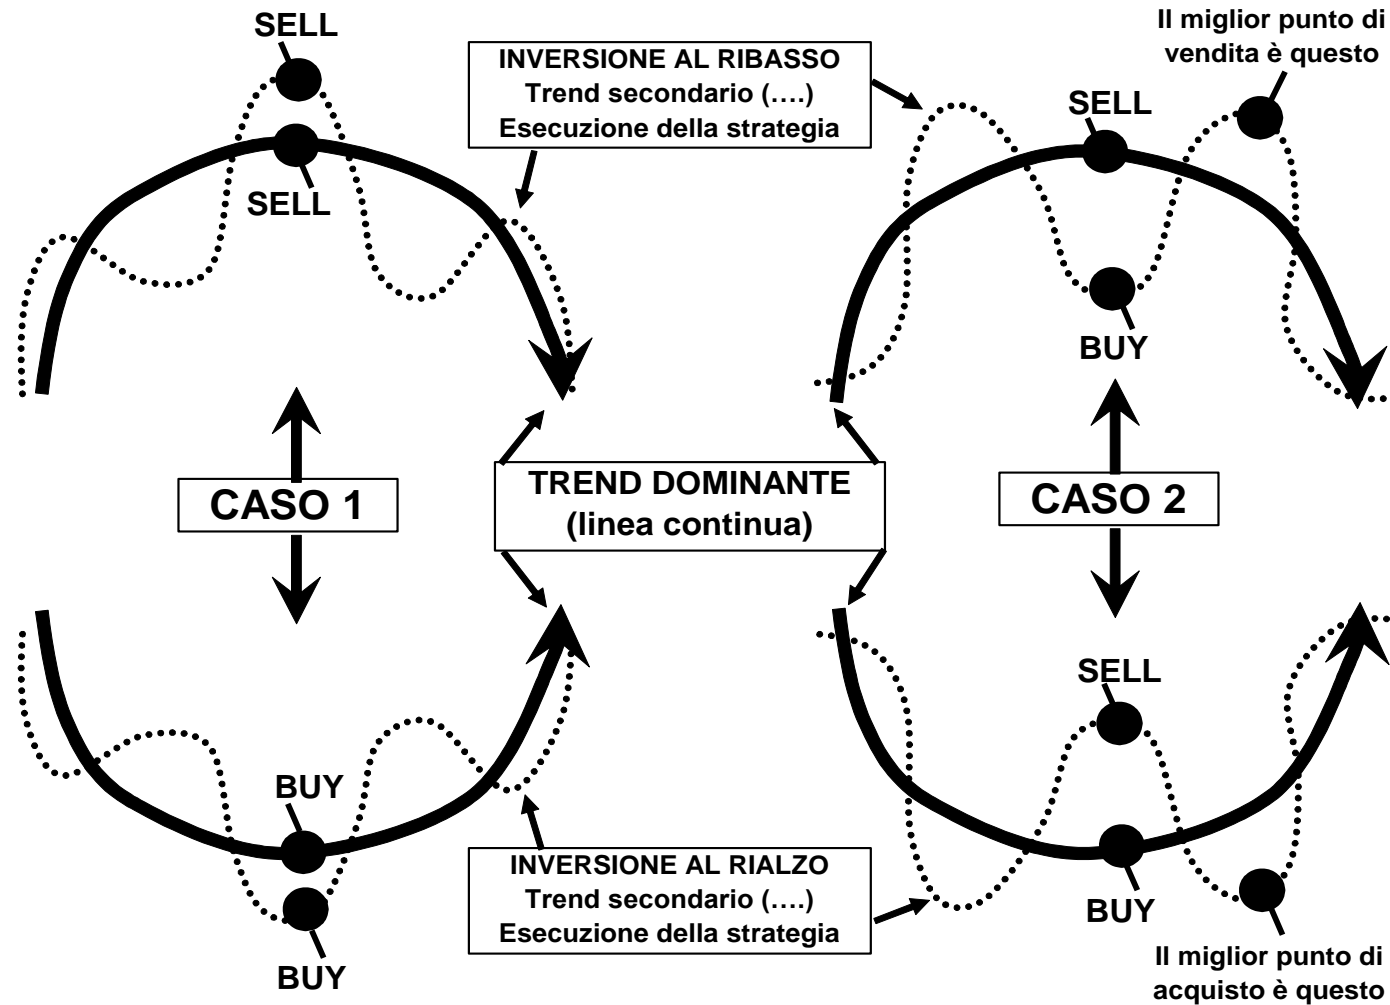 SELL
SELL
INVERSIONE AL RIBASSO
Trend secondario (....)
Esecuzione della strategia
SELL
Il miglior punto di
vendita è questo
BUY
CASO 1
TREND DOMINANTE
(linea continua)
CASO 2
BUY
BUY
INVERSIONE AL RIALZO
Trend secondario (....)
Esecuzione della strategia
SELL
BUY
Il miglior punto di
acquisto è questo